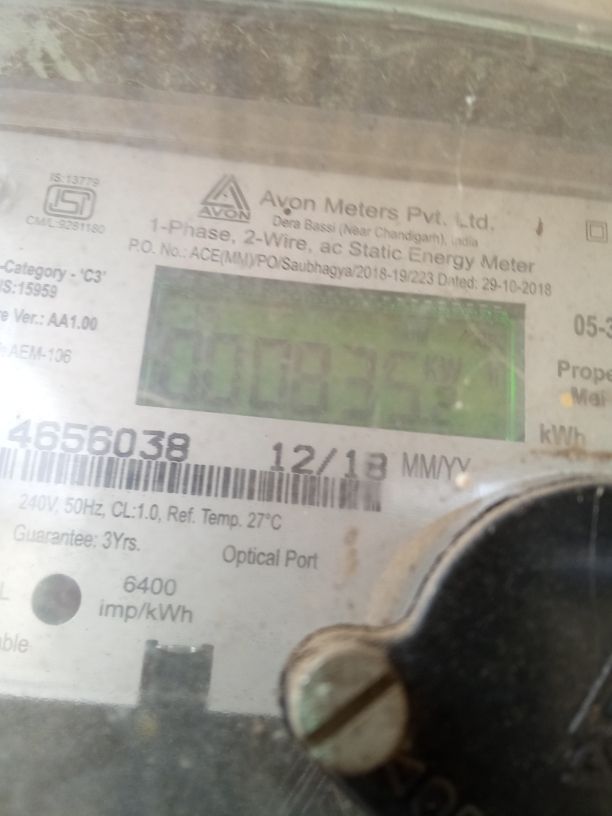 IS:13779
ISI
CM/L:9281180
AVON
Avon Meters Pvt. Ltd.
Dera Bassi (Near Chandigarh), India
1-Phase, 2-Wire, ac Static Energy Meter
P.O. No.: ACE(MM)/PO/Saubhagya/2018-19/223 Dated: 29-10-2018
-Category - 'C3'
IS:15959
e Ver.: AA1.00
AEM-106
000835
kW
05-3
Prope
kWh
4656038
12/18 MM/YY
240V, 50Hz, CL:1.0, Ref. Temp. 27°C
Guarantee: 3Yrs.
Optical Port
6400
imp/kWh